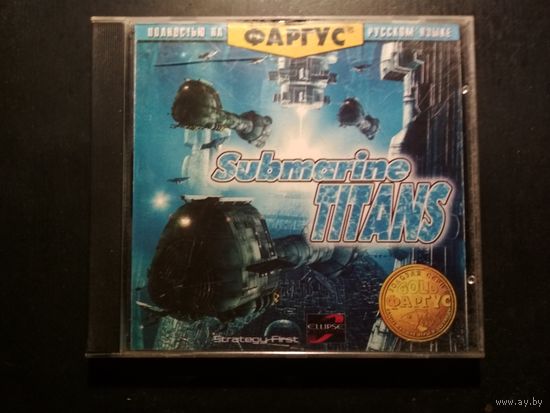 ПОЛНОСТЬЮ НА
ФАРГУС®
РУССКОМ ЯЗЫКЕ
Submarine
TITANS
GOLD
ФАРГУС
Strategy First
ELLIPSE
© www.ay.by